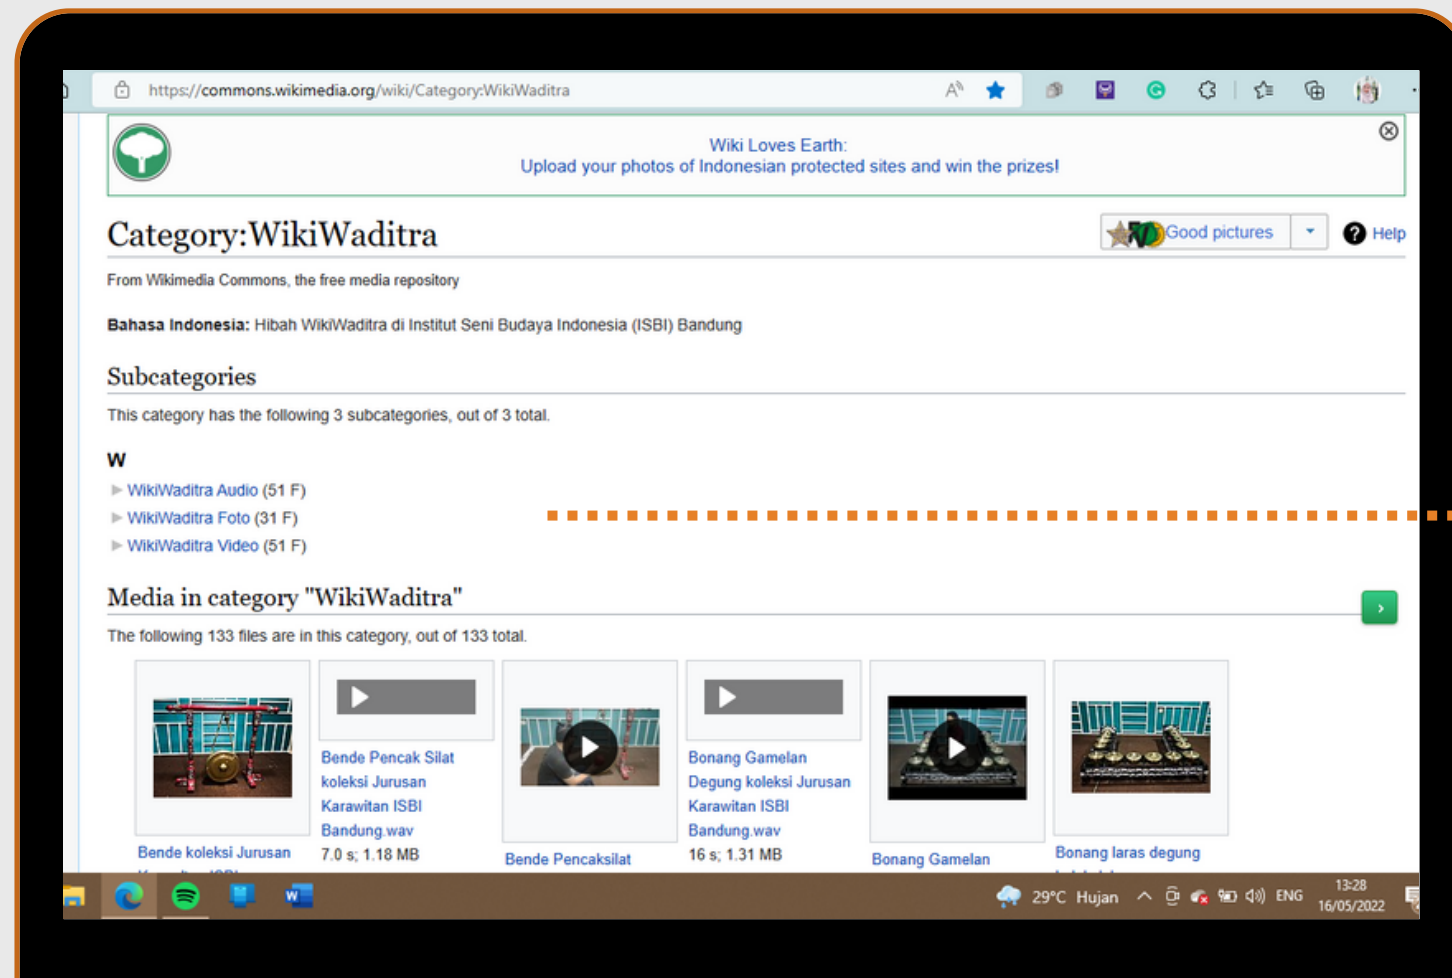 https://commons.wikimedia.org/wiki/Category:WikiWaditra
Wiki Loves Earth:
Upload your photos of Indonesian protected sites and win the prizes!
Category:WikiWaditra
Good pictures
Help
From Wikimedia Commons, the free media repository
Bahasa Indonesia: Hibah WikiWaditra di Institut Seni Budaya Indonesia (ISBI) Bandung
Subcategories
This category has the following 3 subcategories, out of 3 total.
W
WikiWaditra Audio (51 F)
WikiWaditra Foto (31 F)
WikiWaditra Video (51 F)
Media in category "WikiWaditra"
The following 133 files are in this category, out of 133 total.
Bende koleksi Jurusan
Bende Pencak Silat
koleksi Jurusan
Karawitan ISBI
Bandung.wav
7.0 s; 1.18 MB
Bende Pencaksilat
Bonang Gamelan
Degung koleksi Jurusan
Karawitan ISBI
Bandung.wav
16 s; 1.31 MB
Bonang Gamelan
Bonang laras degung
29°C Hujan
ENG
13:28
16/05/2022